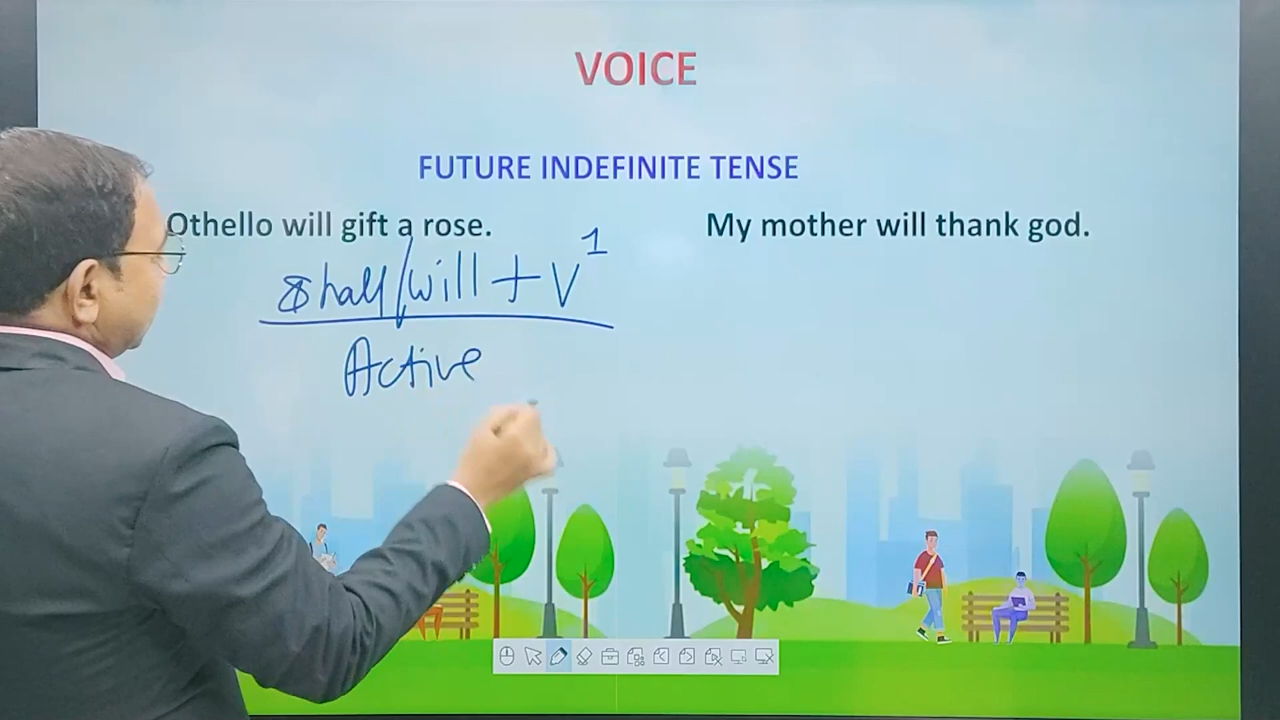 VOICE
FUTURE INDEFINITE TENSE
Othello will gift a rose.
My mother will thank god.
shall/will + V¹
Active